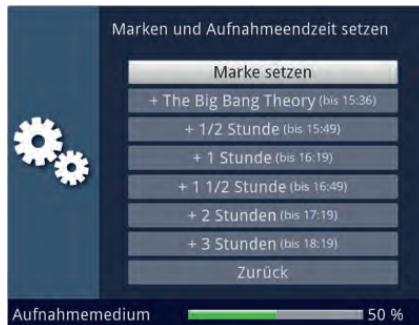 Marken und Aufnahmeendzeit setzen
Marke setzen
+ The Big Bang Theory (bis 15:36)
+ 1/2 Stunde (bis 15:49)
+ 1 Stunde (bis 16:19)
+ 1 1/2 Stunde (bis 16:49)
+ 2 Stunden (bis 17:19)
+ 3 Stunden (bis 18:19)
Zurück
Aufnahmemedium 50 %